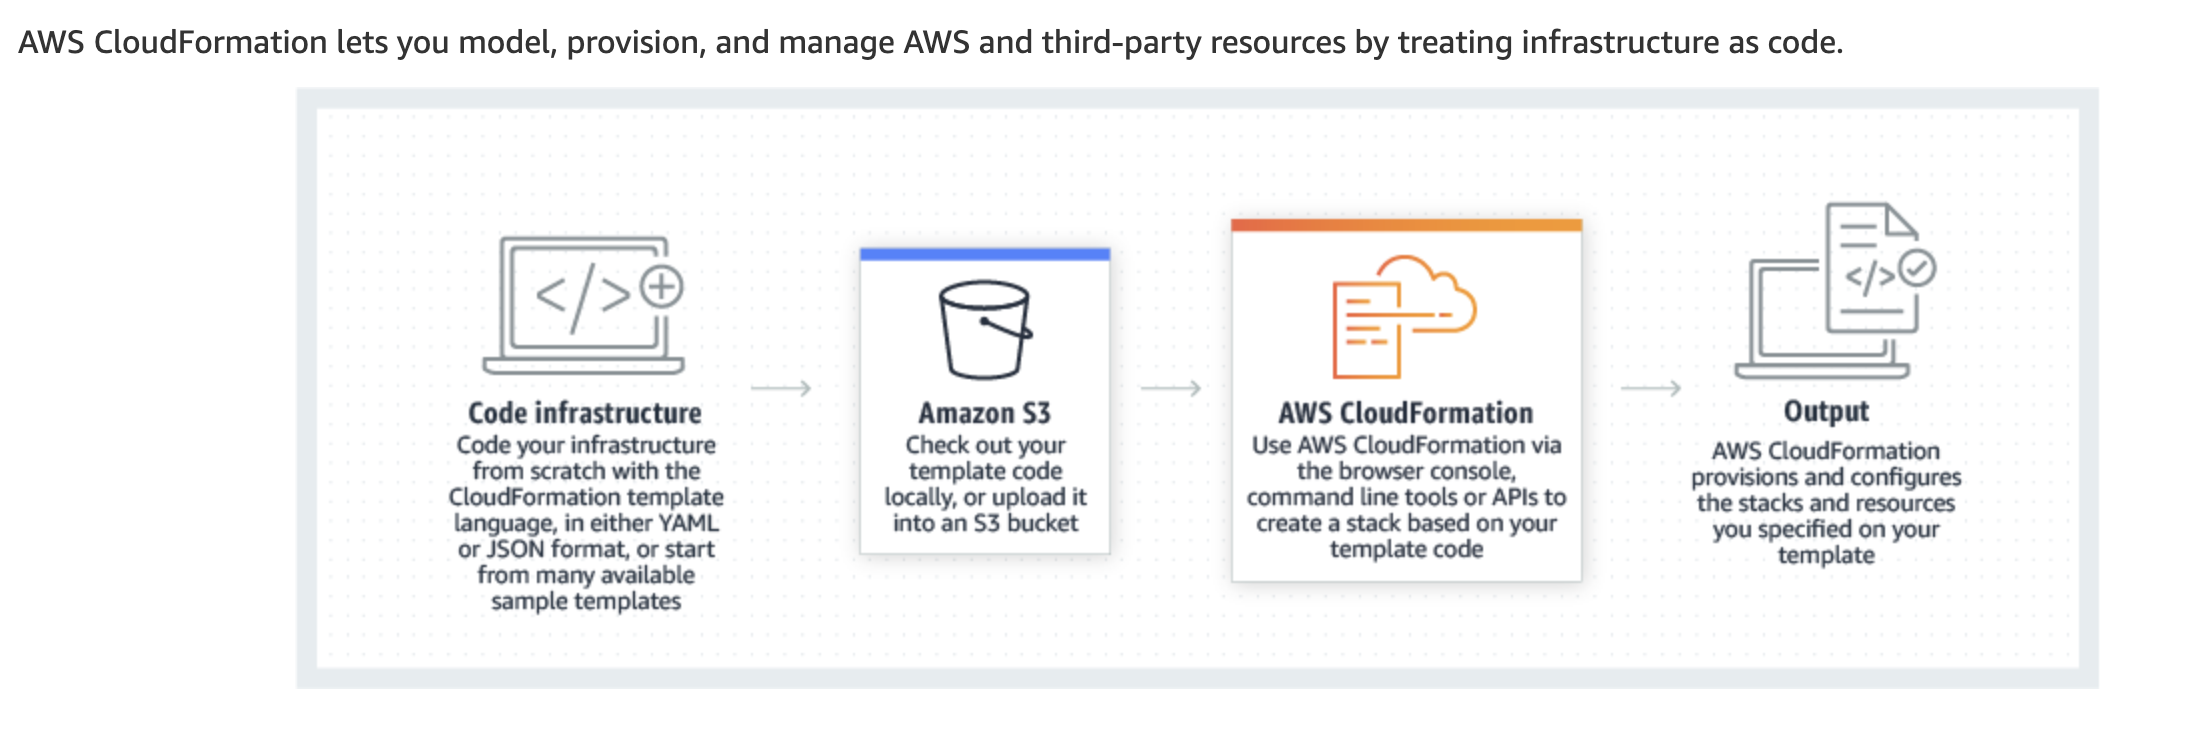 AWS CloudFormation lets you model, provision, and manage AWS and third-party resources by treating infrastructure as code.
</>
Code infrastructure
Code your infrastructure
from scratch with the
CloudFormation template
language, in either YAML
or JSON format, or start
from many available
sample templates
Amazon S3
Check out your
template code
locally, or upload it
into an S3 bucket
AWS CloudFormation
Use AWS CloudFormation via
the browser console,
command line tools or APIs to
create a stack based on your
template code
</>
Output
AWS CloudFormation
provisions and configures
the stacks and resources
you specified on your
template